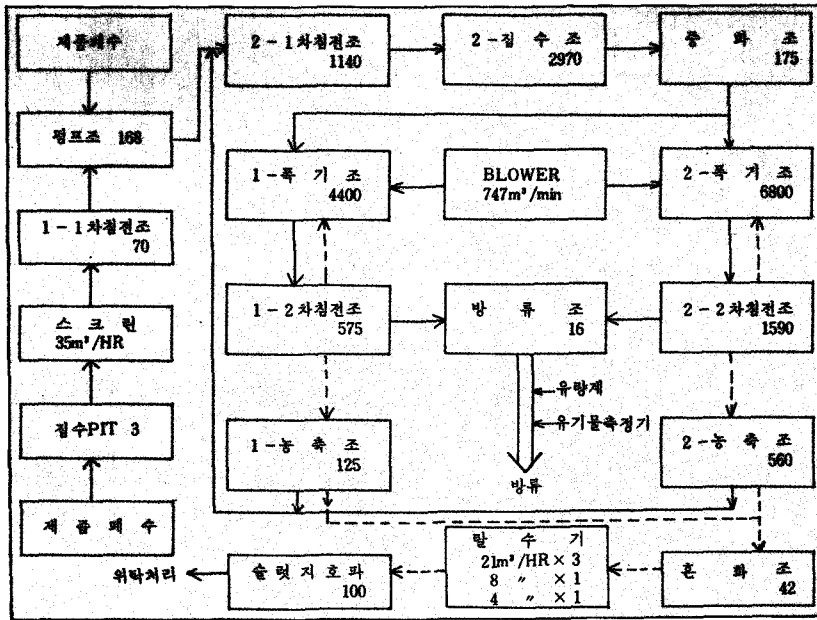 제품폐수
2-1차침전조
1140
2-집수조
2970
중화조
175
펌프조 168
1-폭기조
4400
BLOWER
747m³/min
2-폭기조
6800
1-1차침전조
70
스크린
35m³/HR
1-2차침전조
575
방류조
16
2-2차침전조
1590
유량계
유기물측정기
집수PIT 3
1-농축조
125
2-농축조
560
방류
제품폐수
탈수기
21m³/HR × 3
8 〃 × 1
4 〃 × 1
위탁처리
슬럿지호파
100
혼화조
42